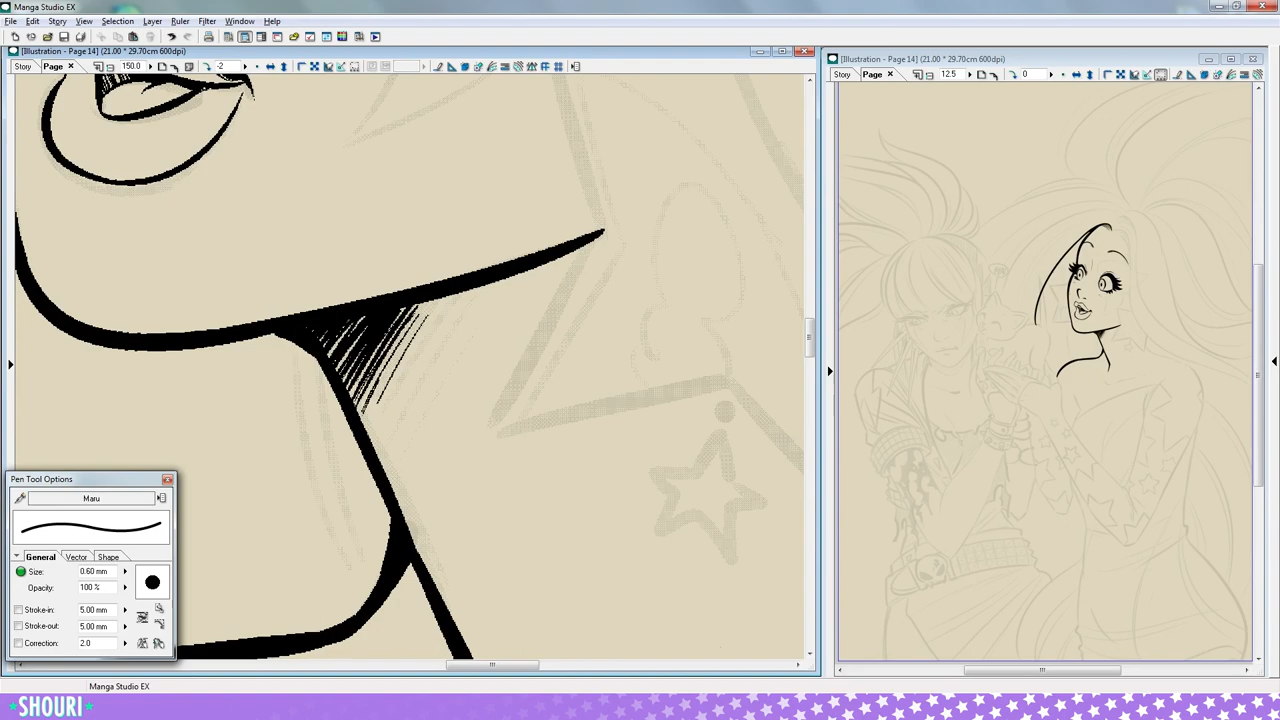 Manga Studio EX
File Edit Story View Selection Layer Ruler Filter Window Help
[Illustration - Page 14] (21.00 * 29.70cm 600dpi)
Story Page 150.0 -2
[Illustration - Page 14] (21.00 * 29.70cm 600dpi)
Story Page 12.5 0
Pen Tool Options
Maru
General Vector Shape
Size: 0.60 mm
Opacity: 100 %
Stroke-in: 5.00 mm
Stroke-out: 5.00 mm
Correction: 2.0
Manga Studio EX
*SHOURI*